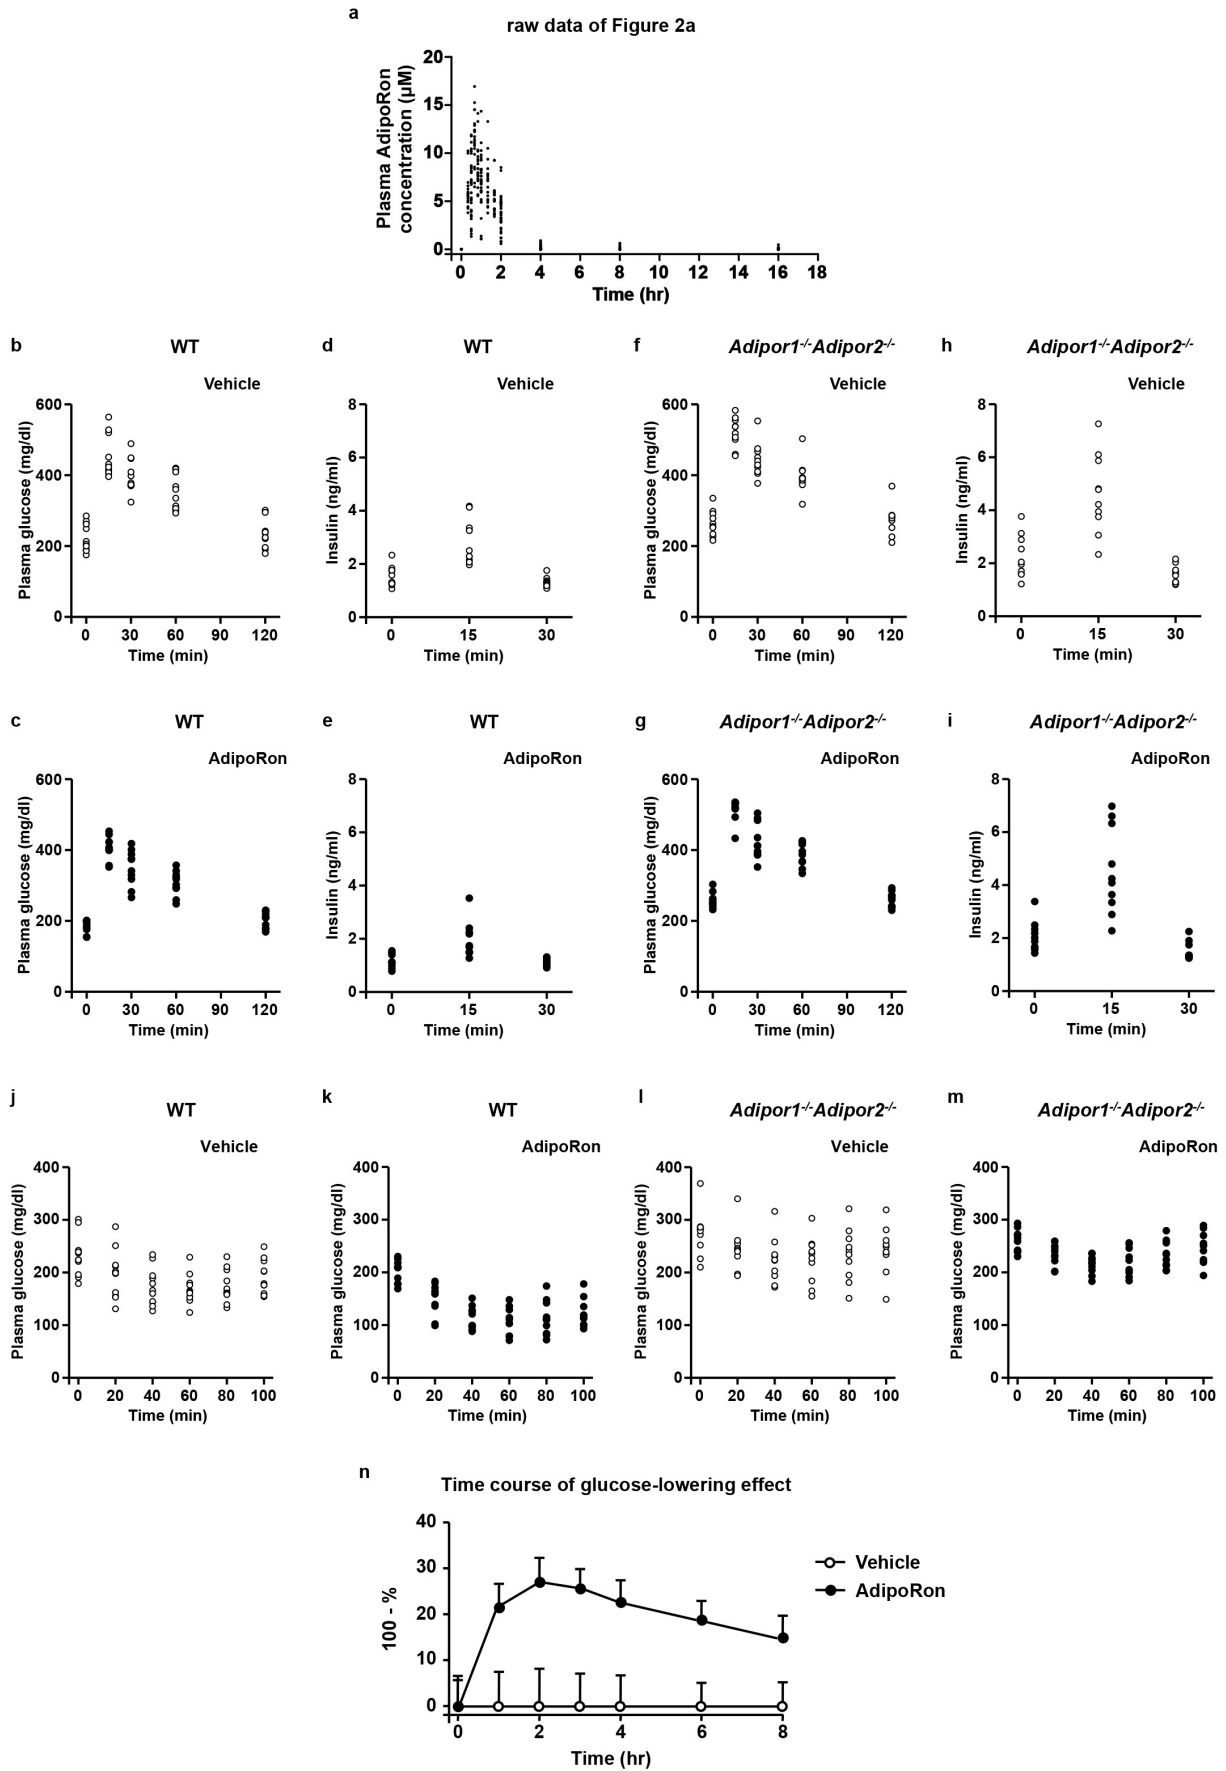 a
raw data of Figure 2a
Plasma AdipoRon
concentration (μM)
20
15
10
5
0
0 2 4 6 8 10 12 14 16 18
Time (hr)
b
WT
Vehicle
Plasma glucose (mg/dl)
600
400
200
0
0 30 60 90 120
Time (min)
d
WT
Vehicle
Insulin (ng/ml)
8
6
4
2
0
0 15 30
Time (min)
f
Adipor1-/-Adipor2-/-
Vehicle
Plasma glucose (mg/dl)
600
400
200
0
0 30 60 90 120
Time (min)
h
Adipor1-/-Adipor2-/-
Vehicle
Insulin (ng/ml)
8
6
4
2
0
0 15 30
Time (min)
c
WT
AdipoRon
Plasma glucose (mg/dl)
600
400
200
0
0 30 60 90 120
Time (min)
e
WT
AdipoRon
Insulin (ng/ml)
8
6
4
2
0
0 15 30
Time (min)
g
Adipor1-/-Adipor2-/-
AdipoRon
Plasma glucose (mg/dl)
600
400
200
0
0 30 60 90 120
Time (min)
i
Adipor1-/-Adipor2-/-
AdipoRon
Insulin (ng/ml)
8
6
4
2
0
0 15 30
Time (min)
j
WT
Vehicle
Plasma glucose (mg/dl)
400
300
200
100
0
0 20 40 60 80 100
Time (min)
k
WT
AdipoRon
Plasma glucose (mg/dl)
400
300
200
100
0
0 20 40 60 80 100
Time (min)
l
Adipor1-/-Adipor2-/-
Vehicle
Plasma glucose (mg/dl)
400
300
200
100
0
0 20 40 60 80 100
Time (min)
m
Adipor1-/-Adipor2-/-
AdipoRon
Plasma glucose (mg/dl)
400
300
200
100
0
0 20 40 60 80 100
Time (min)
n
Time course of glucose-lowering effect
100 - %
40
30
20
10
0
0 2 4 6 8
Time (hr)
Vehicle
AdipoRon